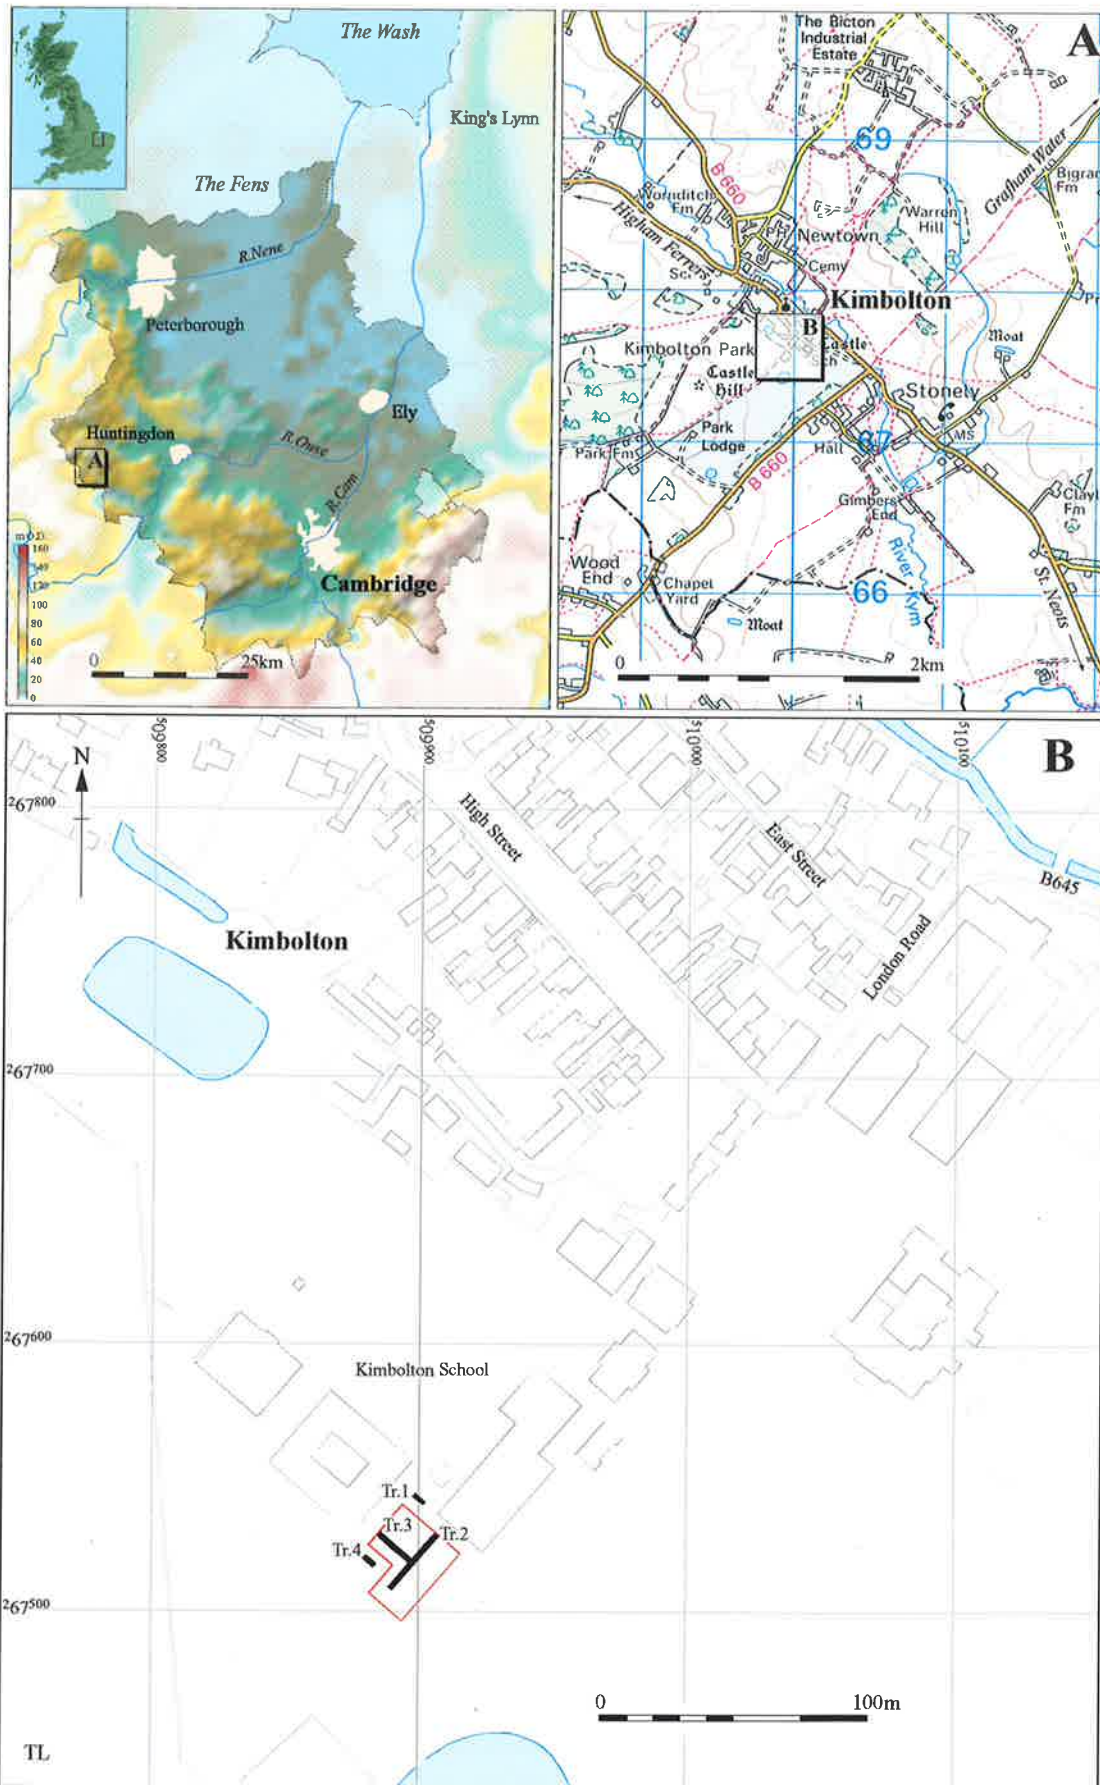 The Wash
King's Lynn
The Fens
R.Nene
Peterborough
Ely
Huntingdon
R.Ouse
A
R.Cam
Cambridge
160
120
100
80
60
40
20
0
0
25km
The Bicton
Industrial
Estate
A
69
B 660
Grafham Water
Fm
Wornditch
Fm
Higham Ferrers
Warren
Hill
PH
Newtown
Cemy
Sch
Kimbolton
B
Moat
Kimbolton Park
Castle
Sch
Castle
Hill
Stonely
Park
Lodge
Hall
67
MS
Park Fm
B 660
Gimbers
End
Fm
River Kym
Wood
End
Chapel
Yard
66
St. Neots
Moat
0
2km
509800
509900
510000
510100
B
N
267800
High Street
East Street
B645
Kimbolton
London Road
267700
267600
Kimbolton School
Tr.1
Tr.3
Tr.2
Tr.4
267500
0
100m
TL